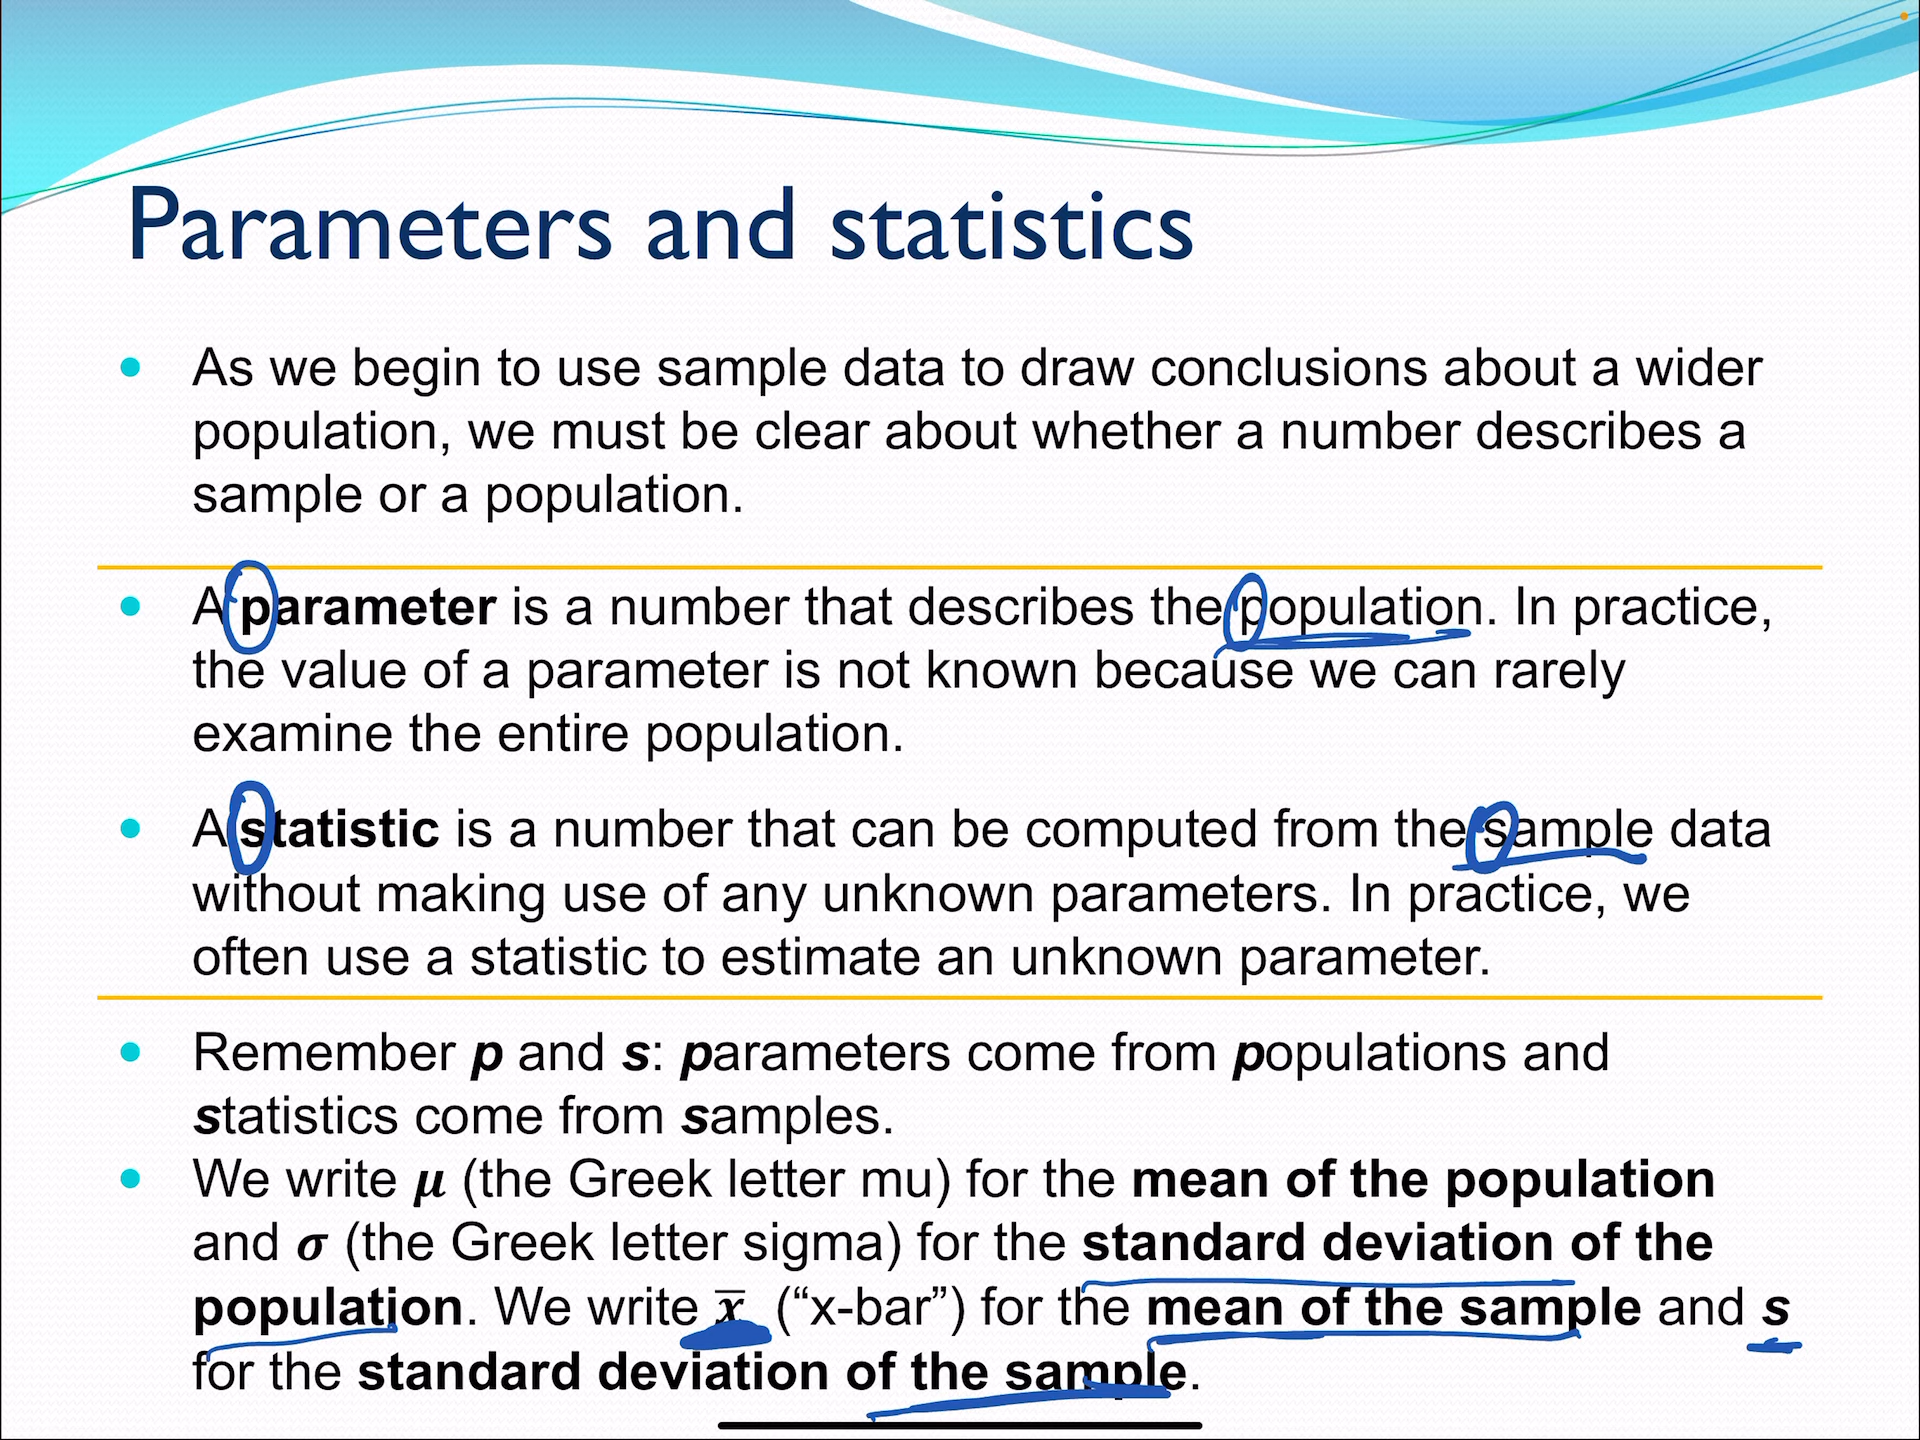 Parameters and statistics
• As we begin to use sample data to draw conclusions about a wider
population, we must be clear about whether a number describes a
sample or a population.
• A parameter is a number that describes the population. In practice,
the value of a parameter is not known because we can rarely
examine the entire population.
• A statistic is a number that can be computed from the sample data
without making use of any unknown parameters. In practice, we
often use a statistic to estimate an unknown parameter.
• Remember p and s: parameters come from populations and
statistics come from samples.
• We write μ (the Greek letter mu) for the mean of the population
and σ (the Greek letter sigma) for the standard deviation of the
population. We write x̄ (“x-bar”) for the mean of the sample and s
for the standard deviation of the sample.